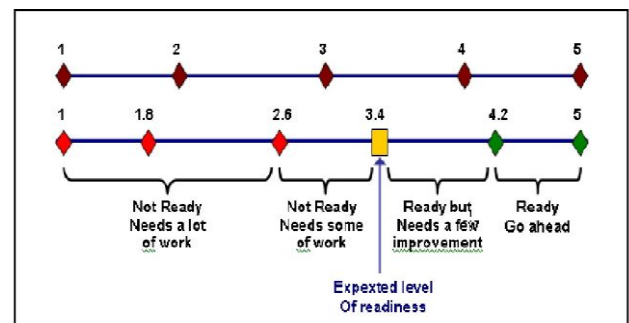 1 2 3 4 5
1 1.8 2.6 3.4 4.2 5
Not Ready
Needs a lot
of work
Not Ready
Needs some
of work
Ready but
Needs a few
improvement
Ready
Go ahead
Expexted level
Of readiness